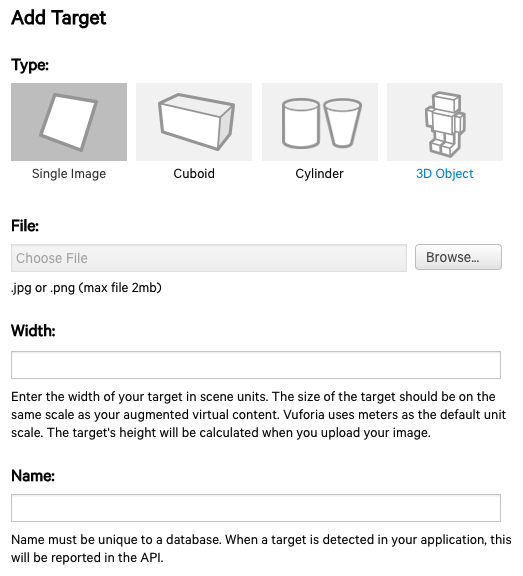 Add Target
Type:
Single Image
Cuboid
Cylinder
3D Object
File:
Choose File
Browse...
.jpg or .png (max file 2mb)
Width:
Enter the width of your target in scene units. The size of the target should be on the
same scale as your augmented virtual content. Vuforia uses meters as the default unit
scale. The target's height will be calculated when you upload your image.
Name:
Name must be unique to a database. When a target is detected in your application, this
will be reported in the API.